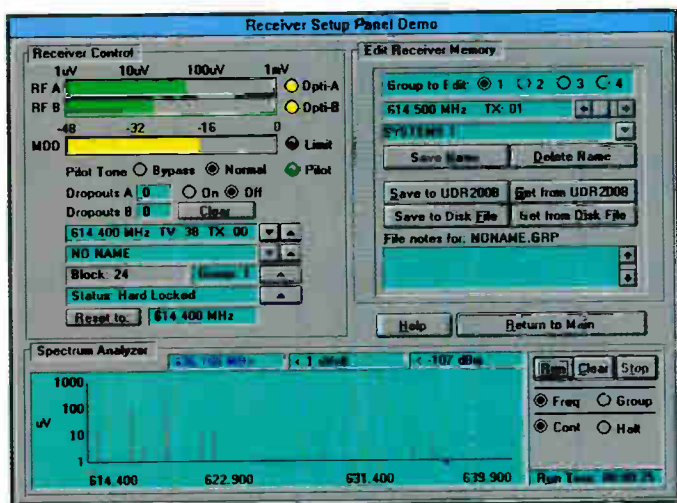 Receiver Setup Panel Demo
Receiver Control
1uV 10uV 100uV 1mV
RF A
Opti-A
RF B
Opti-B
-48 -32 -16 0
MOD
Limit
Pilot Tone Bypass Normal Pilot
Dropouts A 0 On Off
Dropouts B 0 Clear
614.400 MHz TV 38 TX 00
NO NAME
Block: 24
Status: Hard Locked
Reset to: 614.400 MHz
Edit Receiver Memory
Group to Edit: 1 2 3 4
614.500 MHz TX: 01
Save Name Delete Name
Save to UDR200B Get from UDR200B
Save to Disk File Get from Disk File
File notes for: NONAME.GRP
Help Return to Main
Spectrum Analyzer
< -107 dBm
1000
100
uV
10
1
614.400 622.900 631.400 639.900
Run Clear Stop
Freq Group
Cont Halt
Run Time